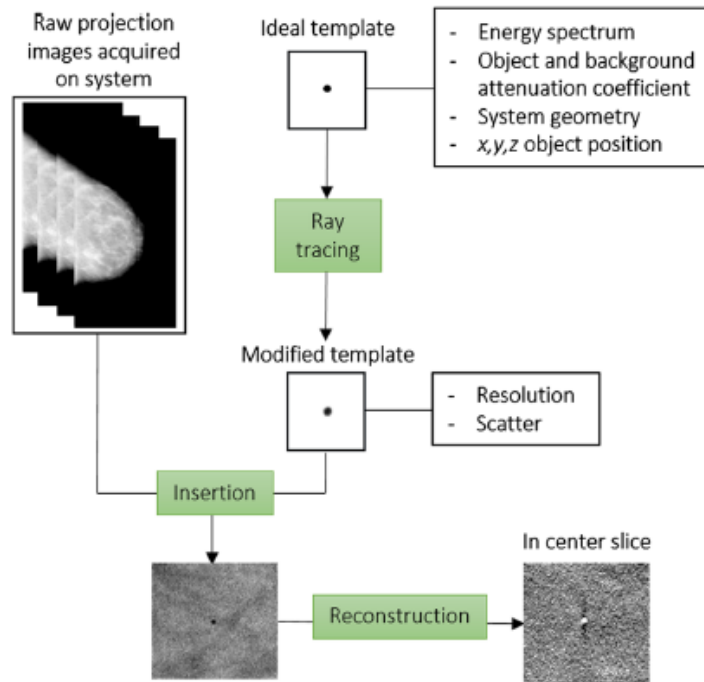 Raw projection
images acquired
on system
Ideal template
- Energy spectrum
- Object and background
attenuation coefficient
- System geometry
- x,y,z object position
Ray
tracing
Modified template
- Resolution
- Scatter
Insertion
In center slice
Reconstruction